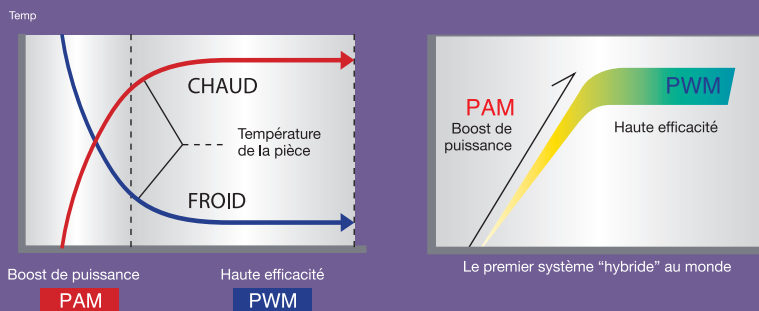 Temp
CHAUD
Température
de la pièce
FROID
Boost de puissance
Haute efficacité
PAM
PWM
PAM
Boost de
puissance
PWM
Haute efficacité
Le premier système “hybride” au monde